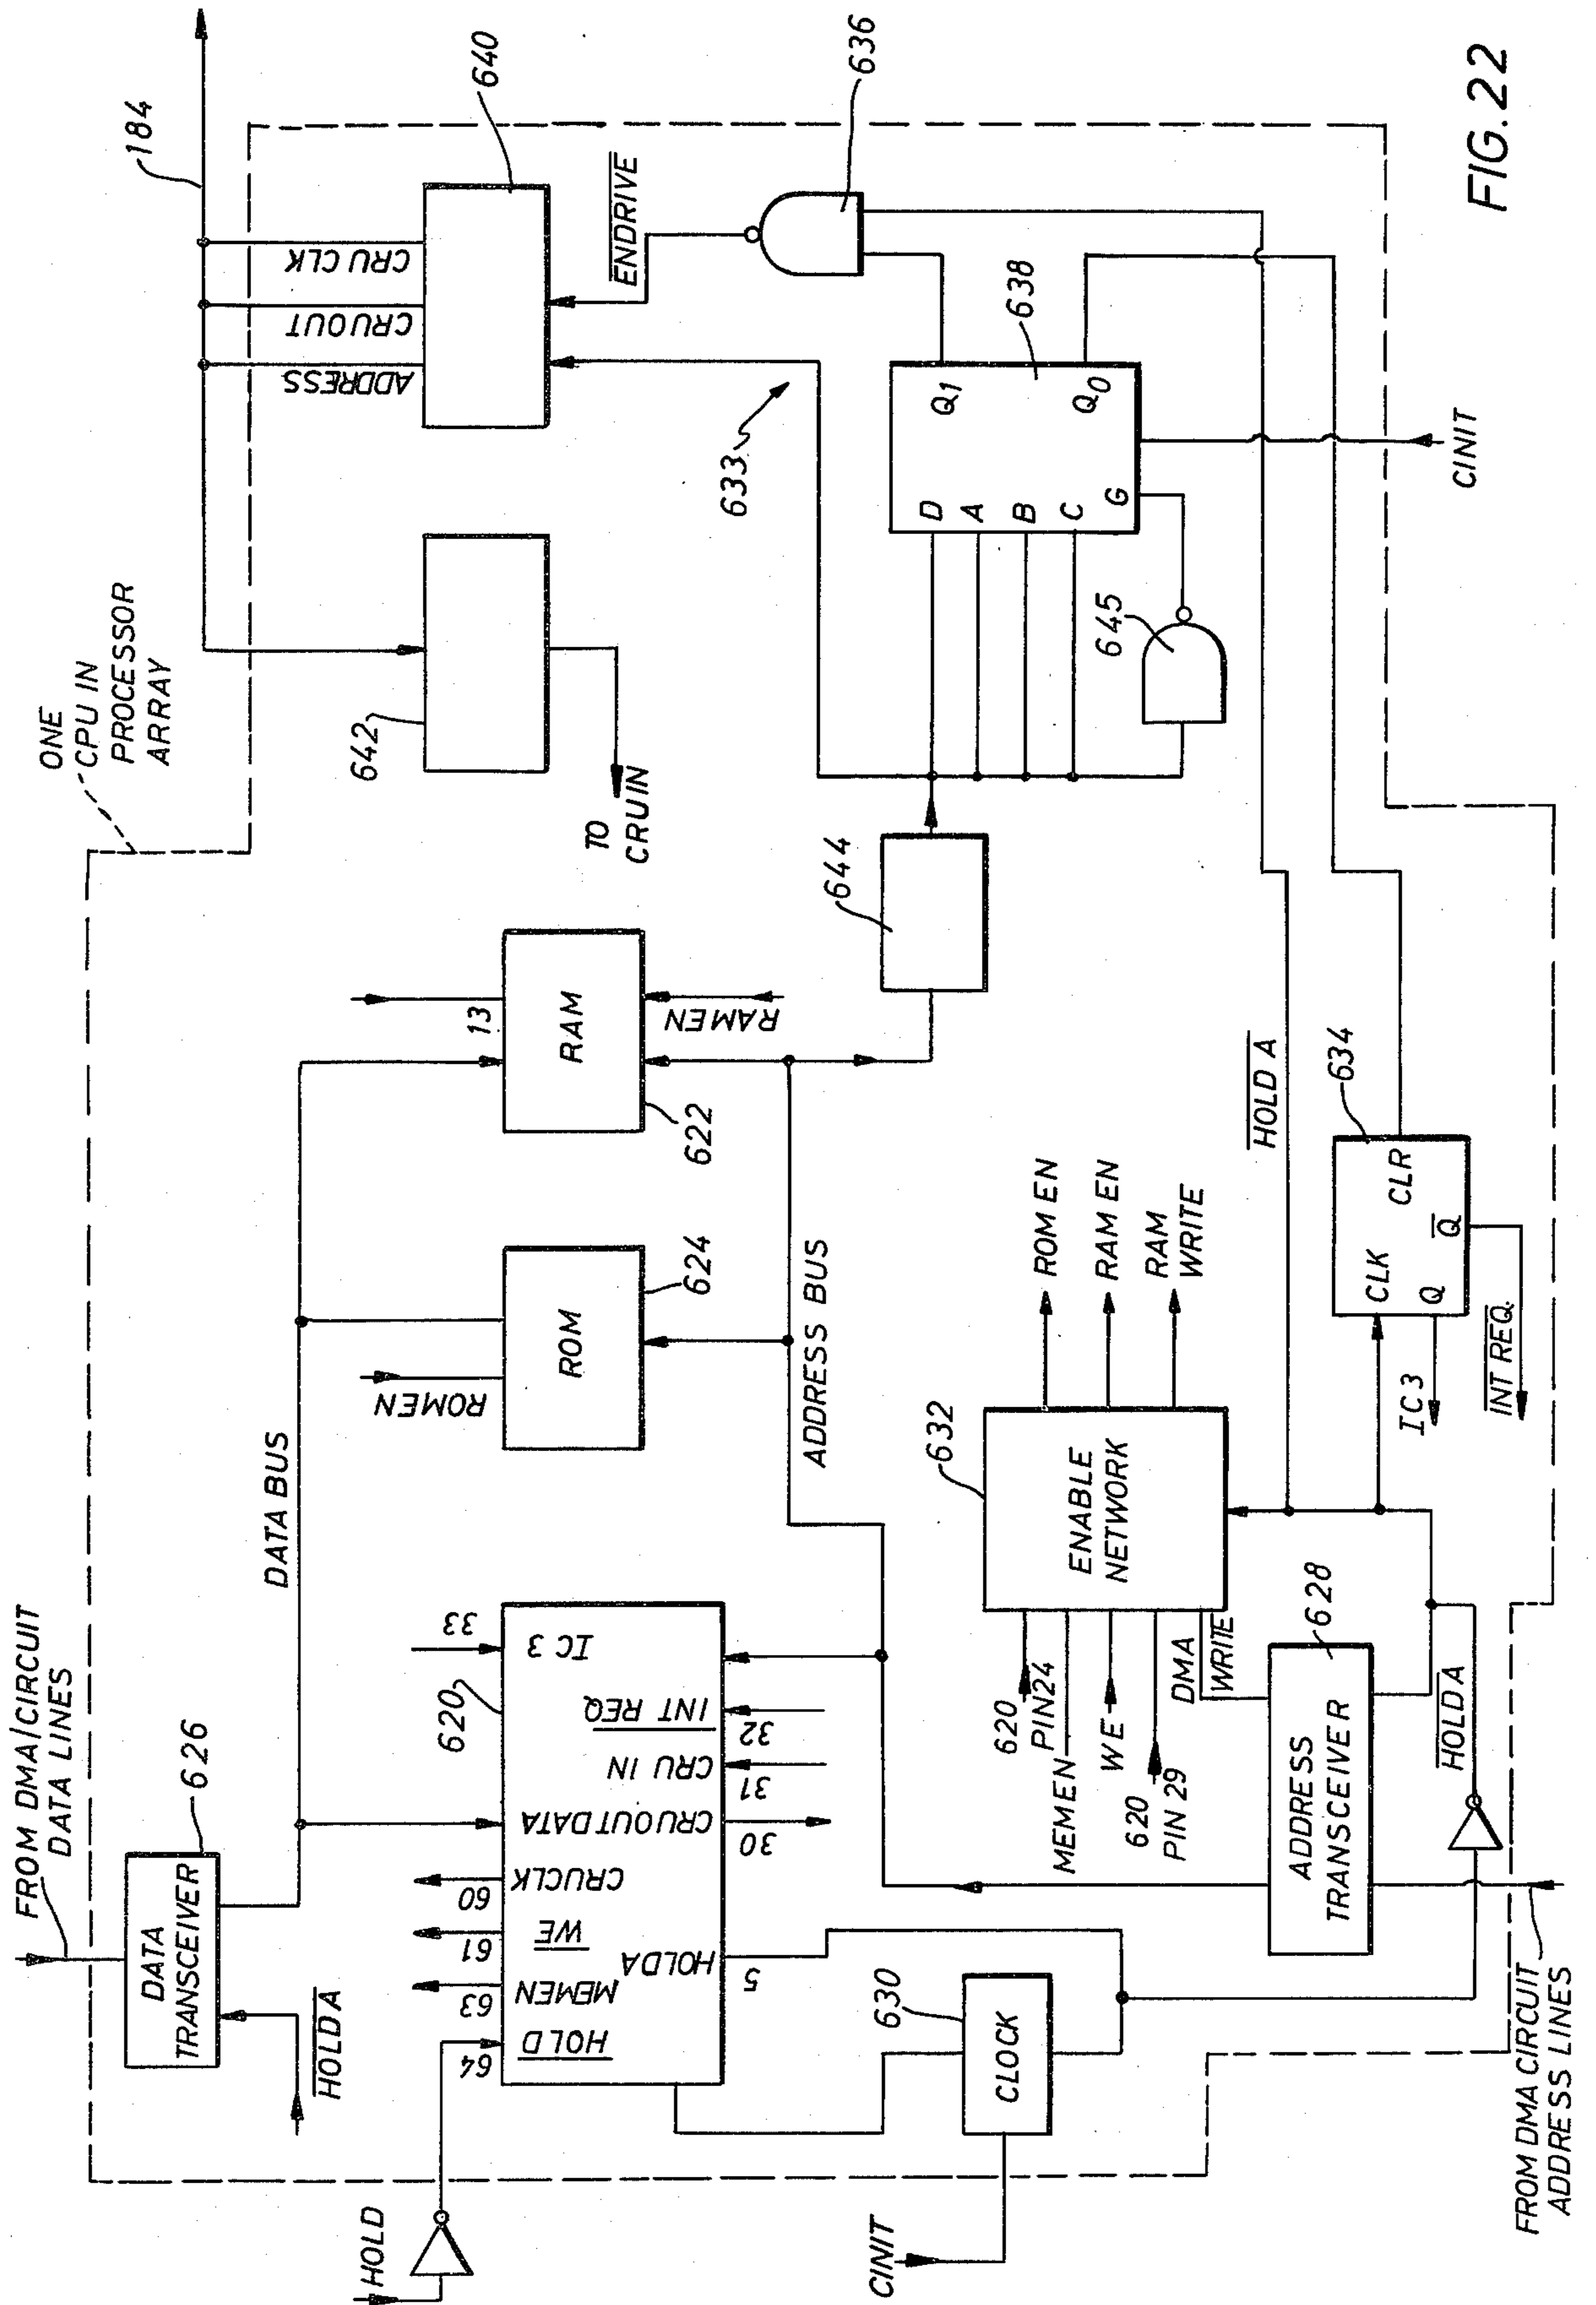 FROM DMA/CIRCUIT
DATA LINES
626
DATA
TRANSCEIVER
HOLD A
HOLD
DATA BUS
ONE
CPU IN
PROCESSOR
ARRAY
184
64
HOLD
63
MEMEN
61
WE
60
CRUCLK
CRUOUT DATA
30
CRU IN
31
INT REQ
32
IC 3
33
620
HOLDA
5
ROMEN
ROM
624
13
RAM
RAMEN
622
ADDRESS BUS
642
TO
CRUIN
ADDRESS
CRU OUT
CRU CLK
640
ENDRIVE
633
636
CINIT
630
CLOCK
620
PIN24
MEMEN
WE
620
PIN 29
DMA
WRITE
ENABLE
NETWORK
632
ROM EN
RAM EN
RAM
WRITE
644
D
A
B
C
G
Q1
Q0
638
645
HOLD A
ADDRESS
TRANSCEIVER
628
HOLDA
CLK
Q
CLR
Q
634
IC3
INT REQ.
CINIT
FROM DMA CIRCUIT
ADDRESS LINES
FIG.22